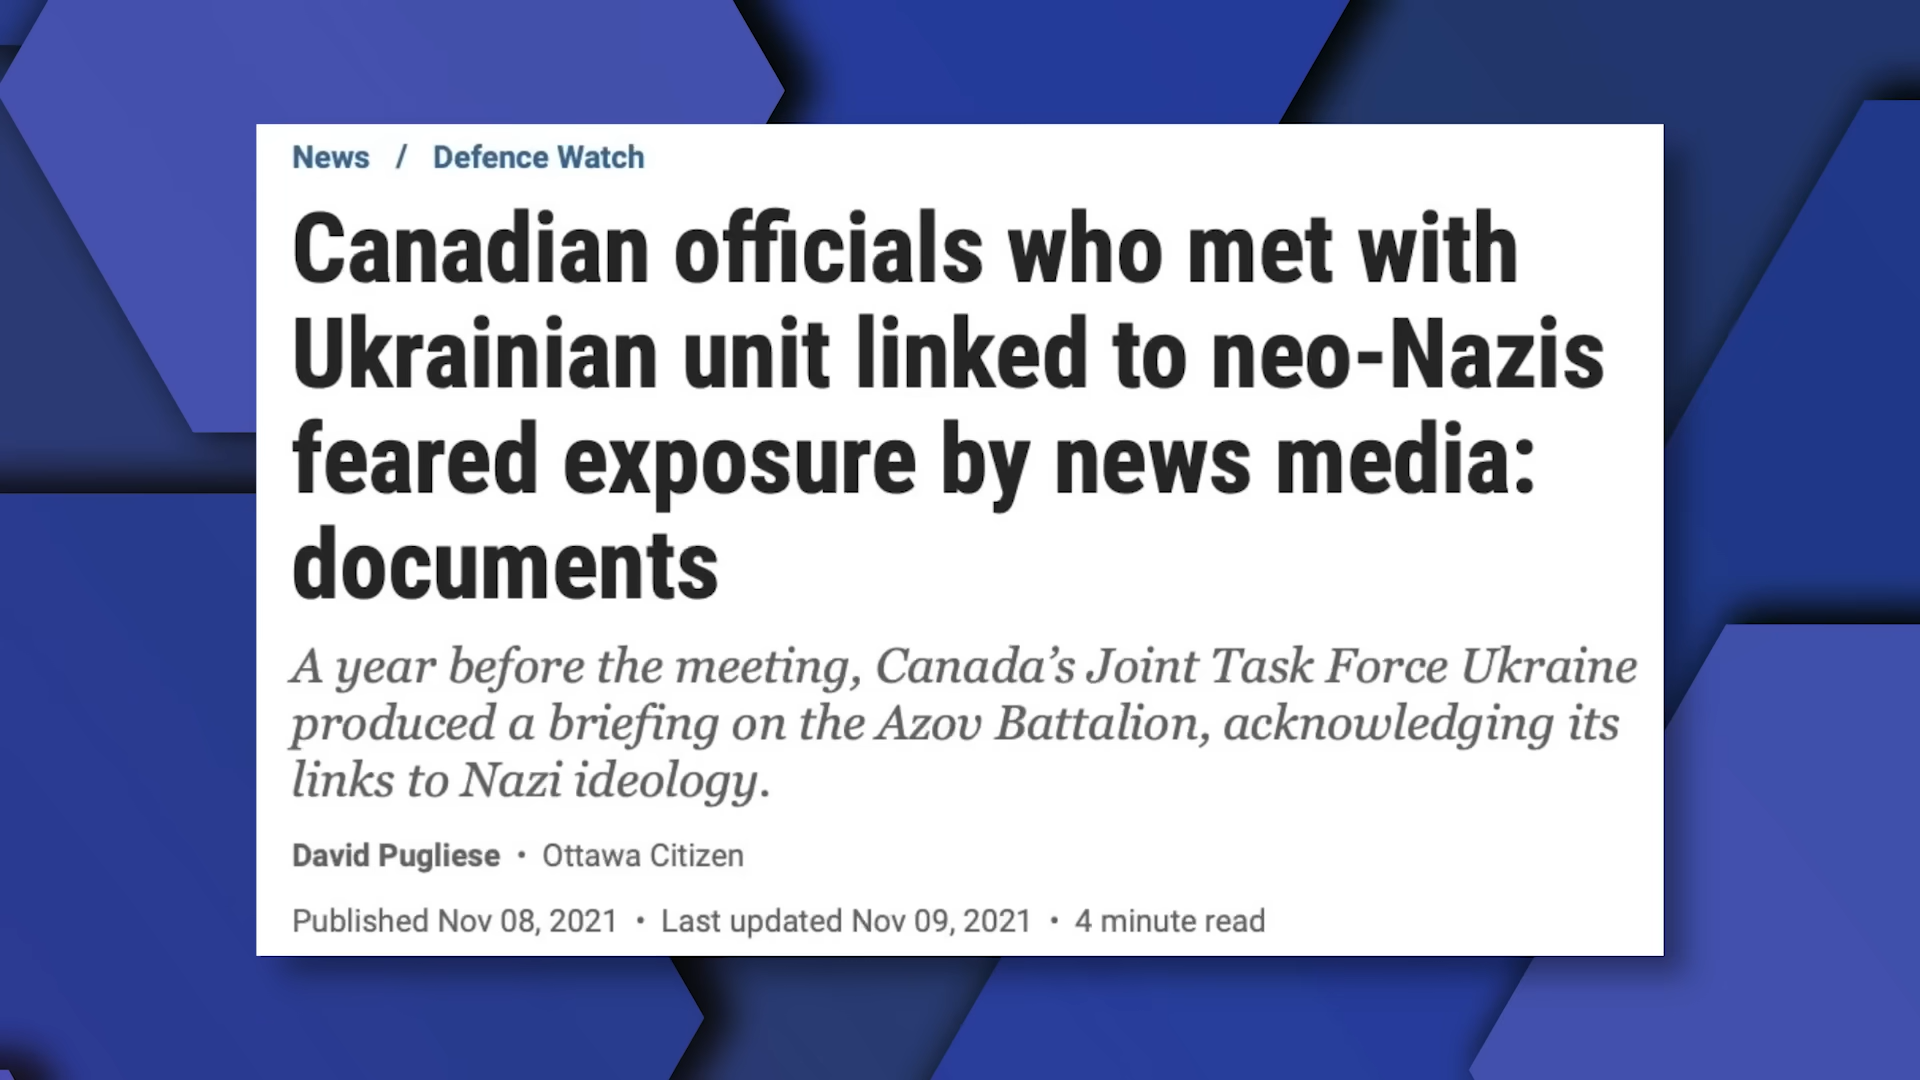 News / Defence Watch
Canadian officials who met with
Ukrainian unit linked to neo-Nazis
feared exposure by news media:
documents
A year before the meeting, Canada’s Joint Task Force Ukraine
produced a briefing on the Azov Battalion, acknowledging its
links to Nazi ideology.
David Pugliese • Ottawa Citizen
Published Nov 08, 2021 • Last updated Nov 09, 2021 • 4 minute read